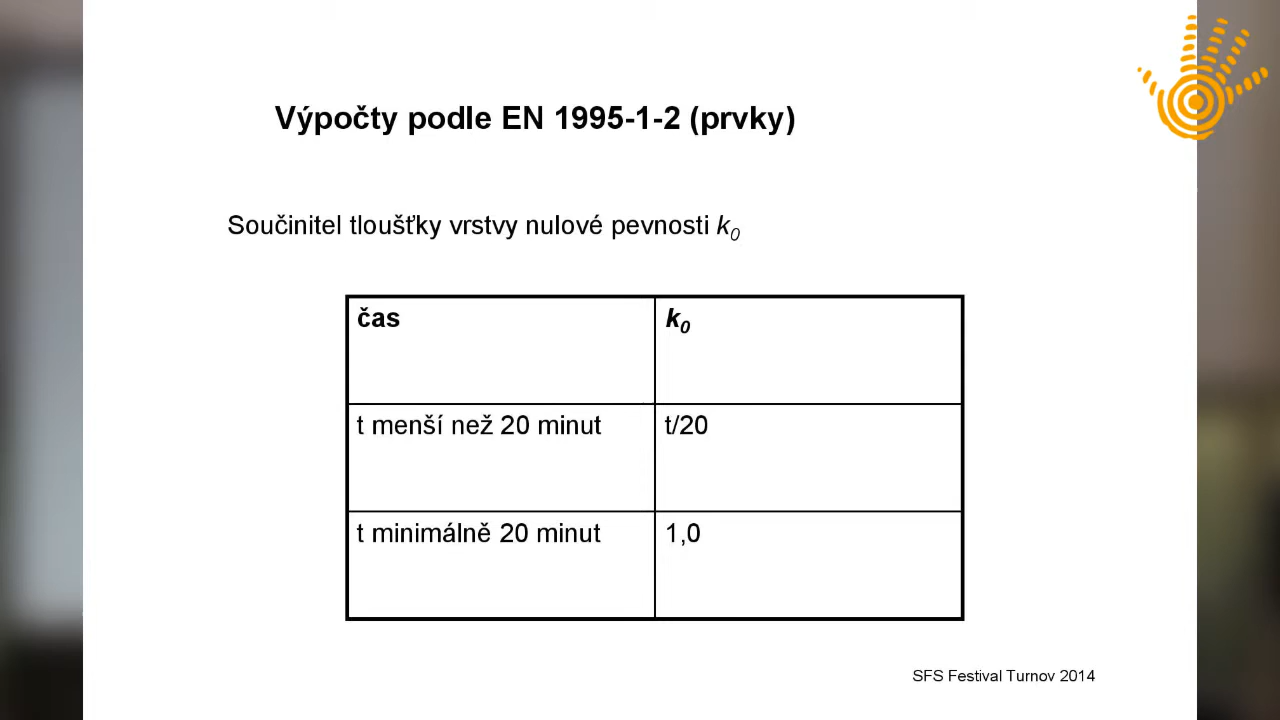 Výpočty podle EN 1995-1-2 (prvky)
Součinitel tloušťky vrstvy nulové pevnosti k0
čas k0
t menší než 20 minut t/20
t minimálně 20 minut 1,0
SFS Festival Turnov 2014